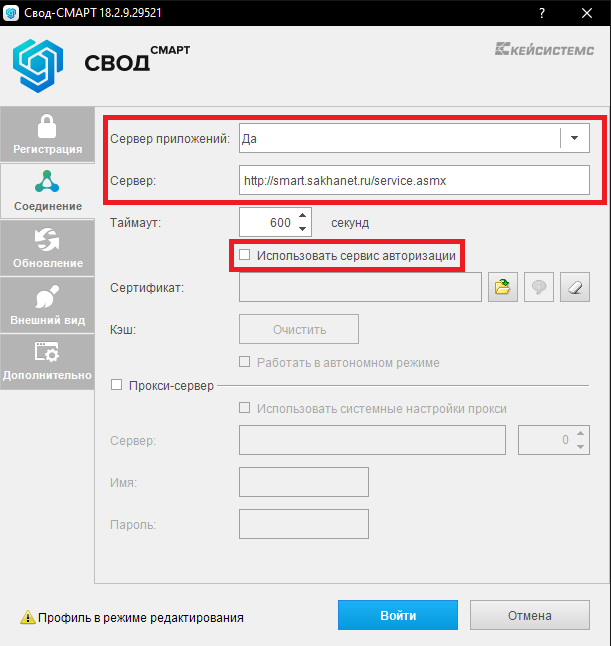 Свод-СМАРТ 18.2.9.29521
СВОД СМАРТ
КЕЙСИСТЕМС
Регистрация
Соединение
Обновление
Внешний вид
Дополнительно
Сервер приложений: Да
Сервер: http://smart.sakhanet.ru/service.asmx
Таймаут: 600 секунд
Использовать сервис авторизации
Сертификат:
Кэш: Очистить
Работать в автономном режиме
Прокси-сервер
Использовать системные настройки прокси
Сервер: 0
Имя:
Пароль:
Профиль в режиме редактирования
Войти
Отмена